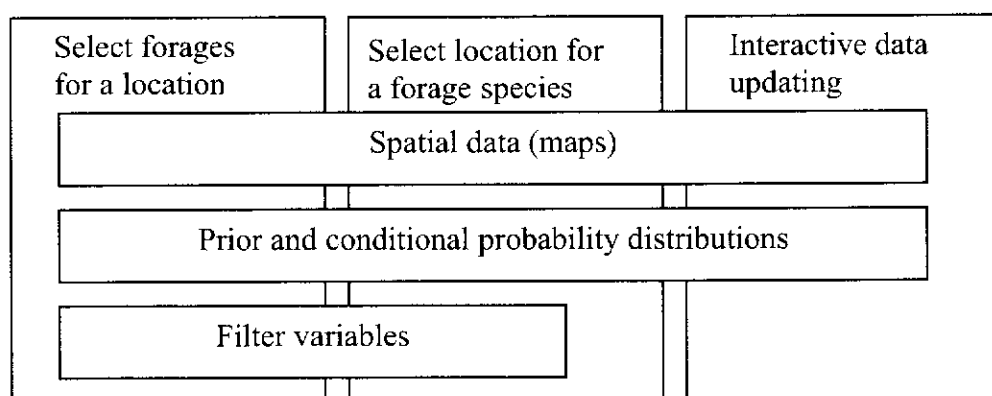 Select forages
for a location
Select location for
a forage species
Interactive data
updating
Spatial data (maps)
Prior and conditional probability distributions
Filter variables